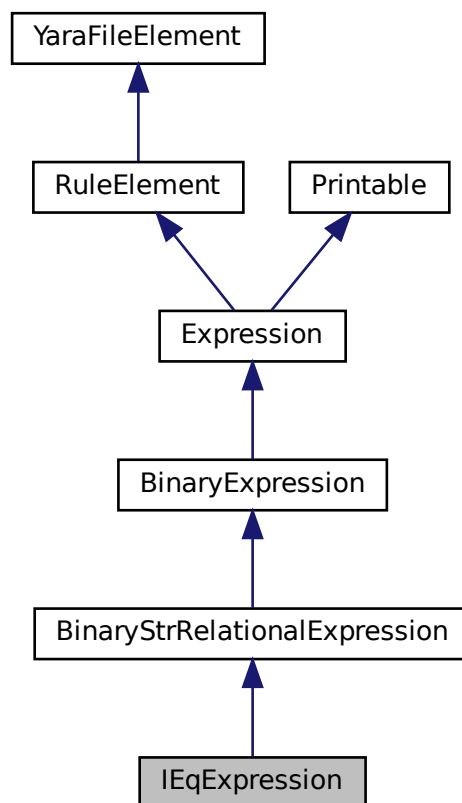 YaraFileElement
RuleElement
Printable
Expression
BinaryExpression
BinaryStrRelationalExpression
IEqExpression